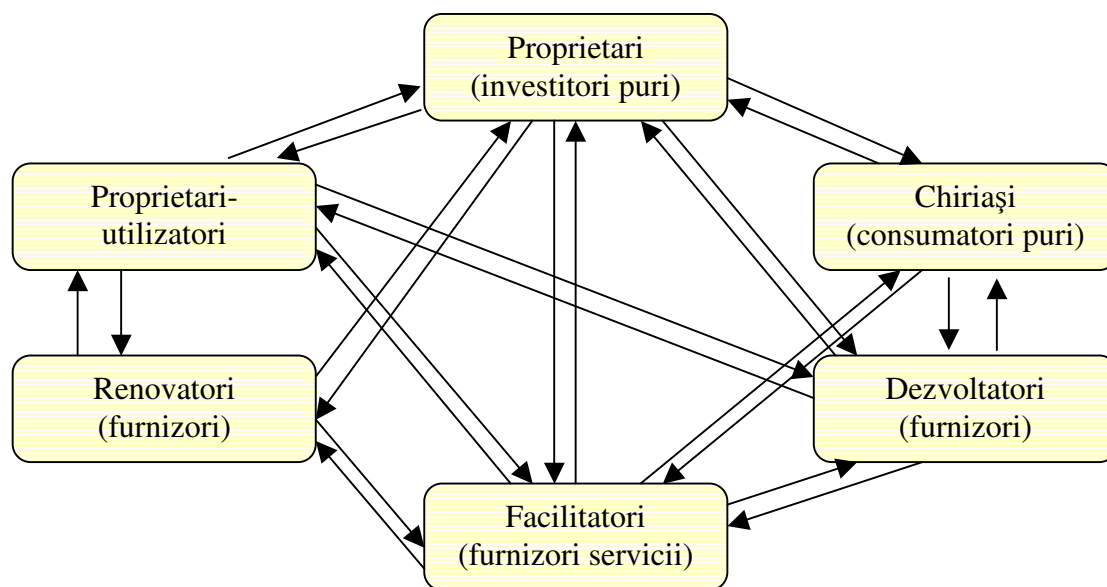 Proprietari
(investitori puri)
Proprietari-
utilizatori
Chiriaşi
(consumatori puri)
Renovatori
(furnizori)
Dezvoltatori
(furnizori)
Facilitatori
(furnizori servicii)